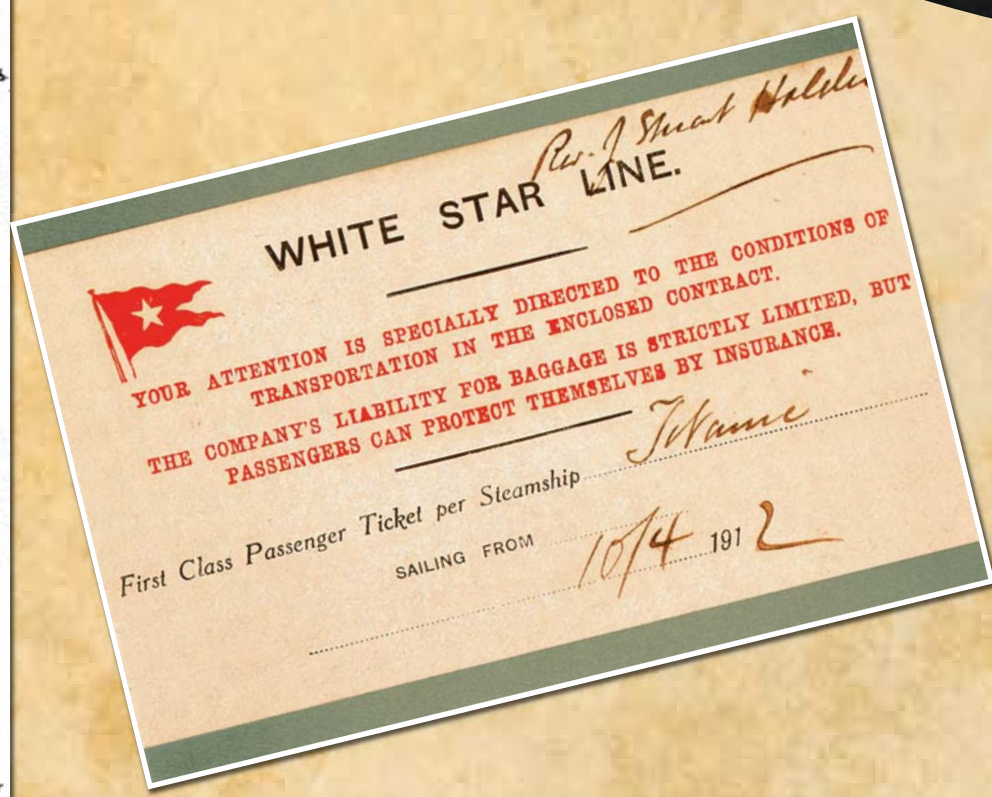 Rev. J Stuart Holden
WHITE STAR LINE.
YOUR ATTENTION IS SPECIALLY DIRECTED TO THE CONDITIONS OF
TRANSPORTATION IN THE ENCLOSED CONTRACT.
THE COMPANY'S LIABILITY FOR BAGGAGE IS STRICTLY LIMITED, BUT
PASSENGERS CAN PROTECT THEMSELVES BY INSURANCE.
First Class Passenger Ticket per Steamship Titanic
SAILING FROM 10/4 1912